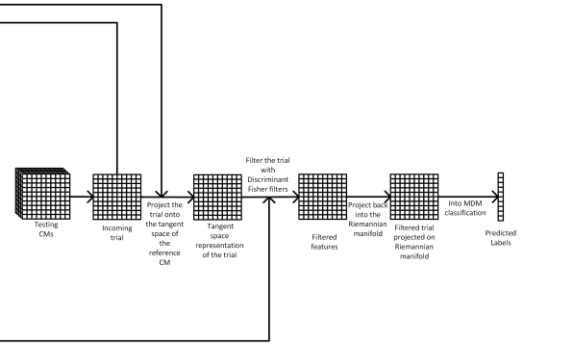 Filter the trial
with
Discriminant
Fisher filters
Testing
CMs
Incoming
trial
Project the
trial onto
the tangent
space of
the
reference
CM
Tangent
space
representation
of the trial
Filtered
features
Project back
into the
Riemannian
manifold
Filtered trial
projected on
Riemannian
manifold
Into MDM
classification
Predicted
Labels